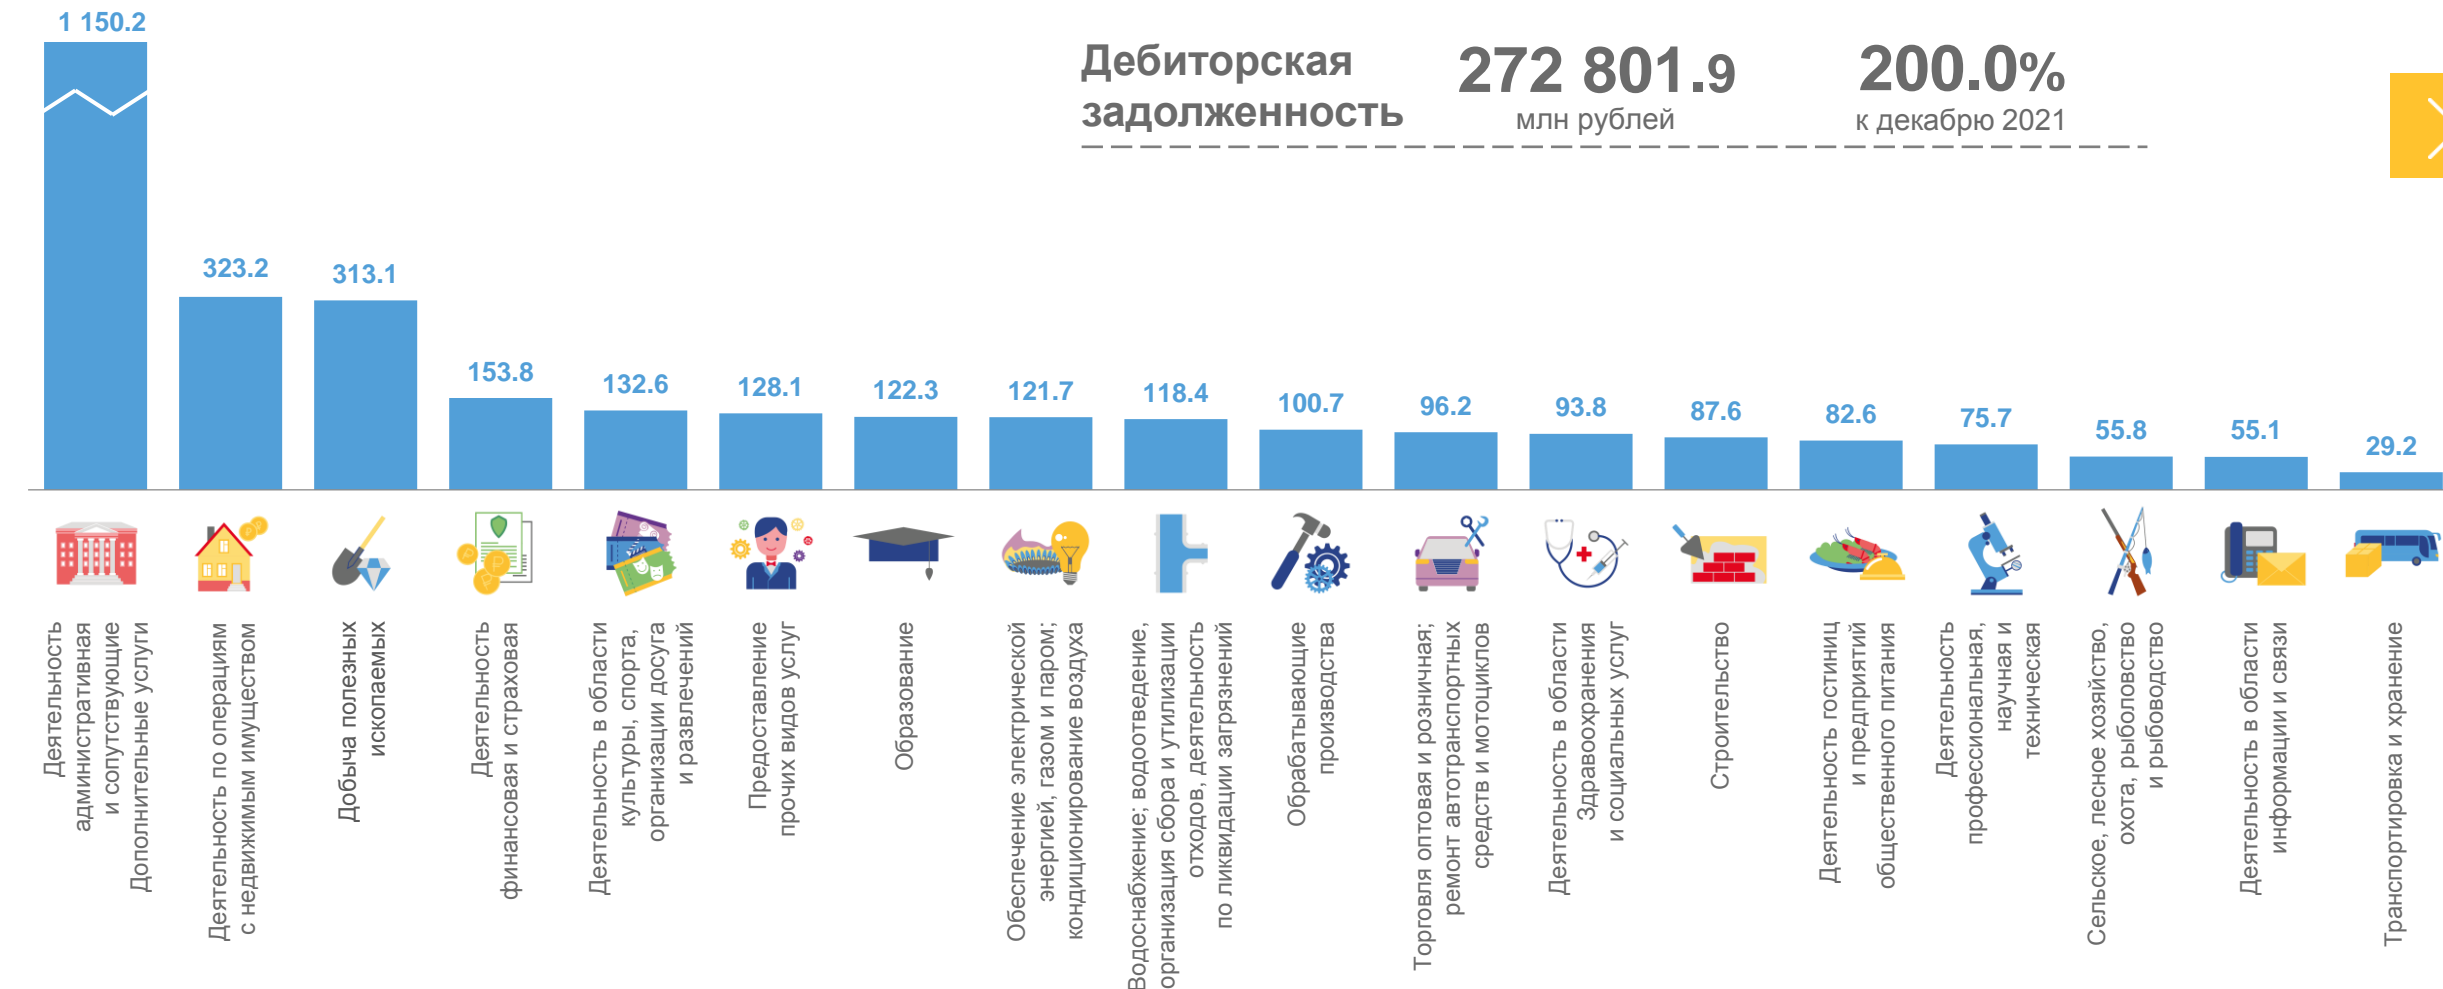 1 150.2
Дебиторская
задолженность
272 801.9
млн рублей
200.0%
к декабрю 2021
323.2
313.1
153.8
132.6
128.1
122.3
121.7
118.4
100.7
96.2
93.8
87.6
82.6
75.7
55.8
55.1
29.2
Деятельность
административная
и сопутствующие
Дополнительные услуги
Деятельность по операциям
с недвижимым имуществом
Добыча полезных
ископаемых
Деятельность
финансовая и страховая
Деятельность в области
культуры, спорта,
организации досуга
и развлечений
Предоставление
прочих видов услуг
Образование
Обеспечение электрической
энергией, газом и паром;
кондиционирование воздуха
Водоснабжение; водоотведение,
организация сбора и утилизации
отходов, деятельность
по ликвидации загрязнений
Обрабатывающие
производства
Торговля оптовая и розничная;
ремонт автотранспортных
средств и мотоциклов
Деятельность в области
Здравоохранения
и социальных услуг
Строительство
Деятельность гостиниц
и предприятий
общественного питания
Деятельность
профессиональная,
научная и
техническая
Сельское, лесное хозяйство,
охота, рыболовство
и рыбоводство
Деятельность в области
информации и связи
Транспортировка и хранение